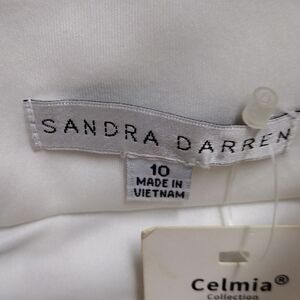 SANDRA DARREN
10
MADE IN
VIETNAM
Celmia®
Collection